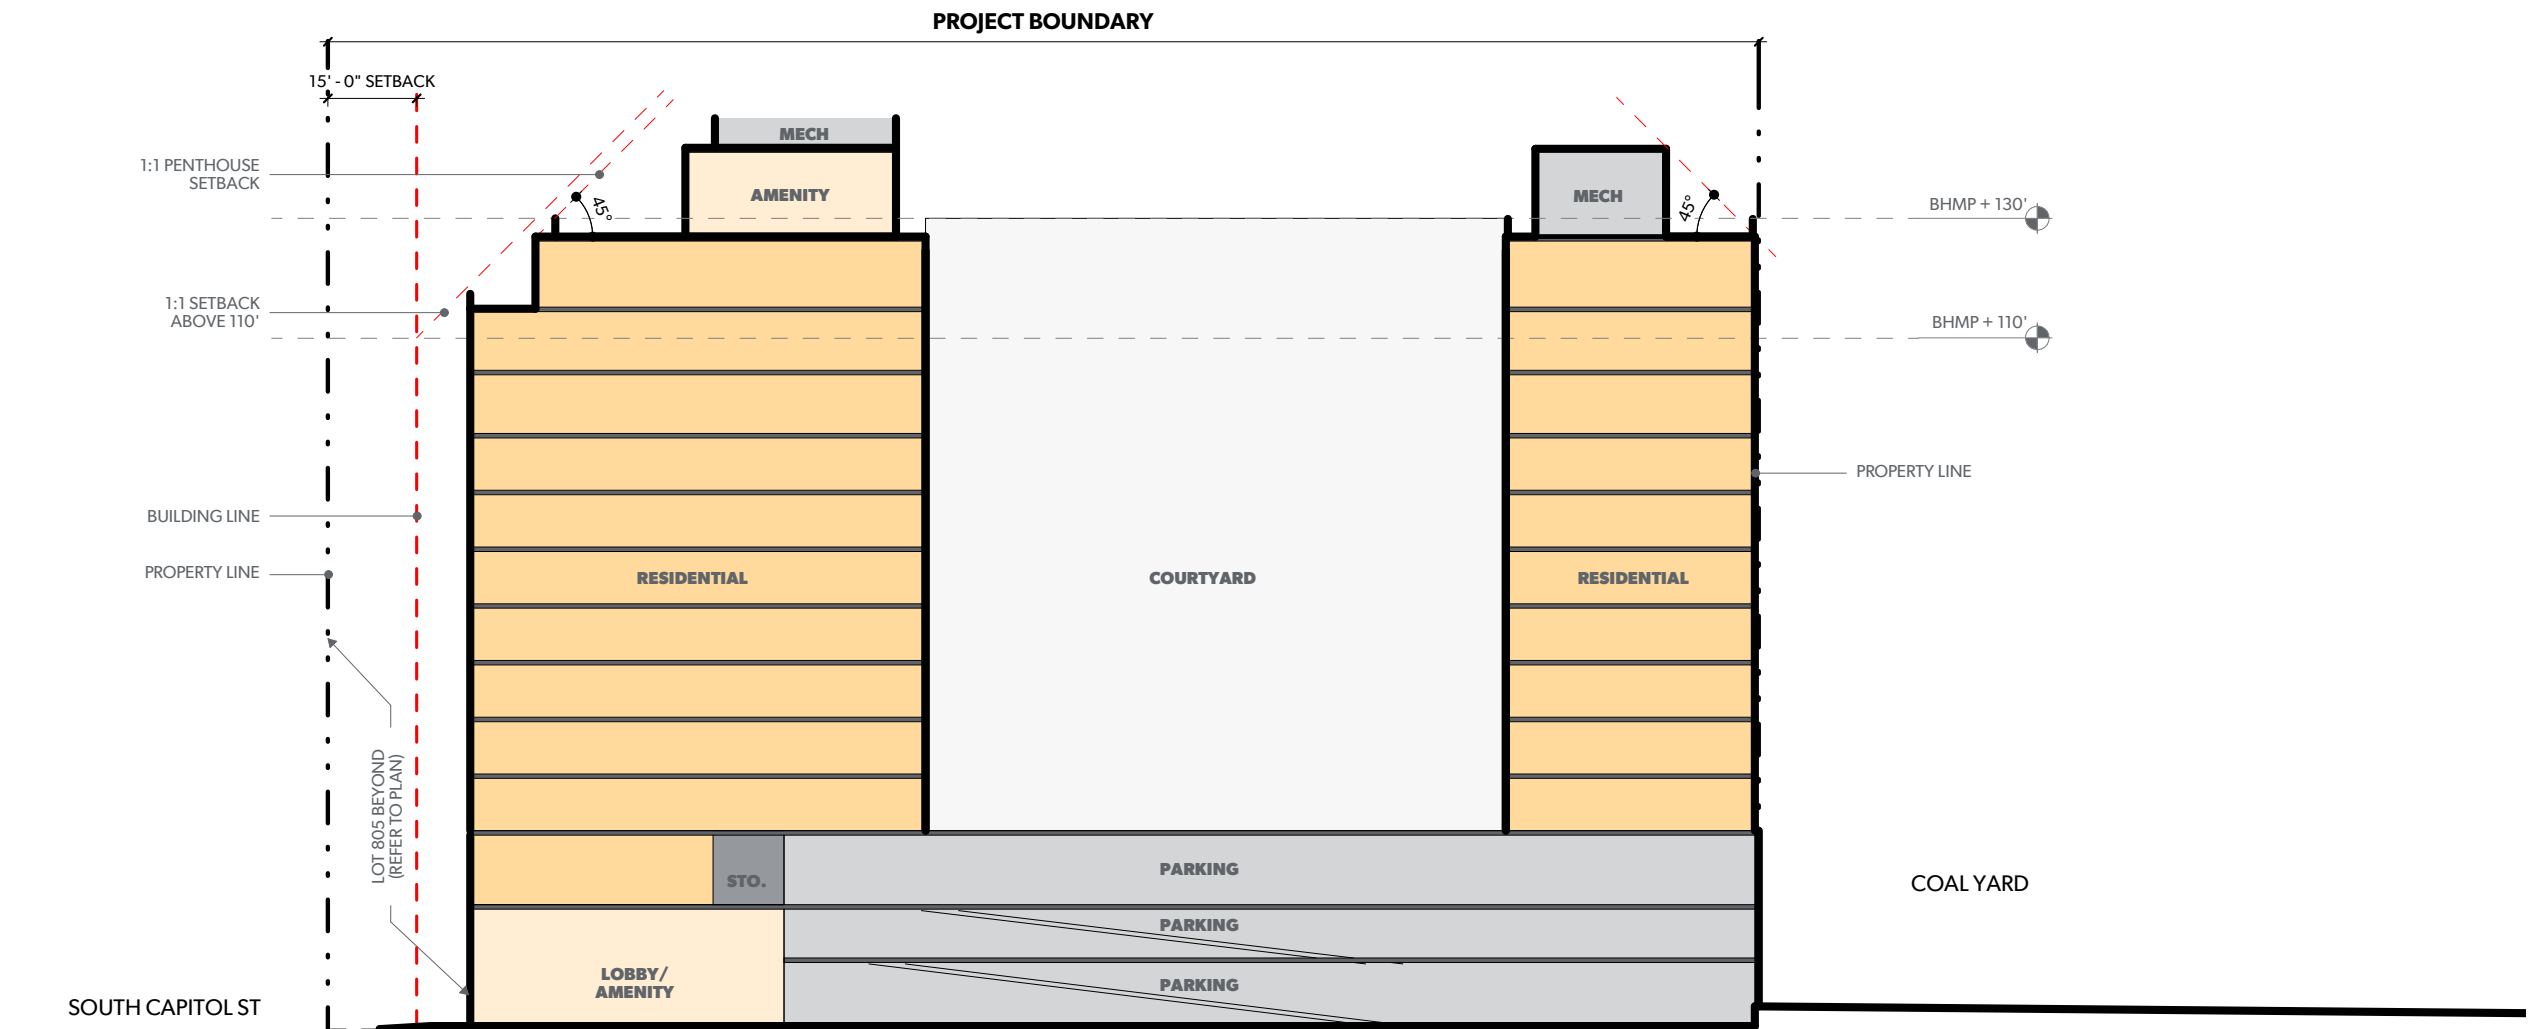 PROJECT BOUNDARY
15' - 0" SETBACK
MECH
1:1 PENTHOUSE
SETBACK
45°
AMENITY
MECH
45°
BHMP + 130'
1:1 SETBACK
ABOVE 110'
BHMP + 110'
PROPERTY LINE
BUILDING LINE
PROPERTY LINE
RESIDENTIAL
COURTYARD
RESIDENTIAL
LOT 805 BEYOND
(REFER TO PLAN)
STO.
PARKING
COAL YARD
PARKING
LOBBY/
AMENITY
PARKING
SOUTH CAPITOL ST